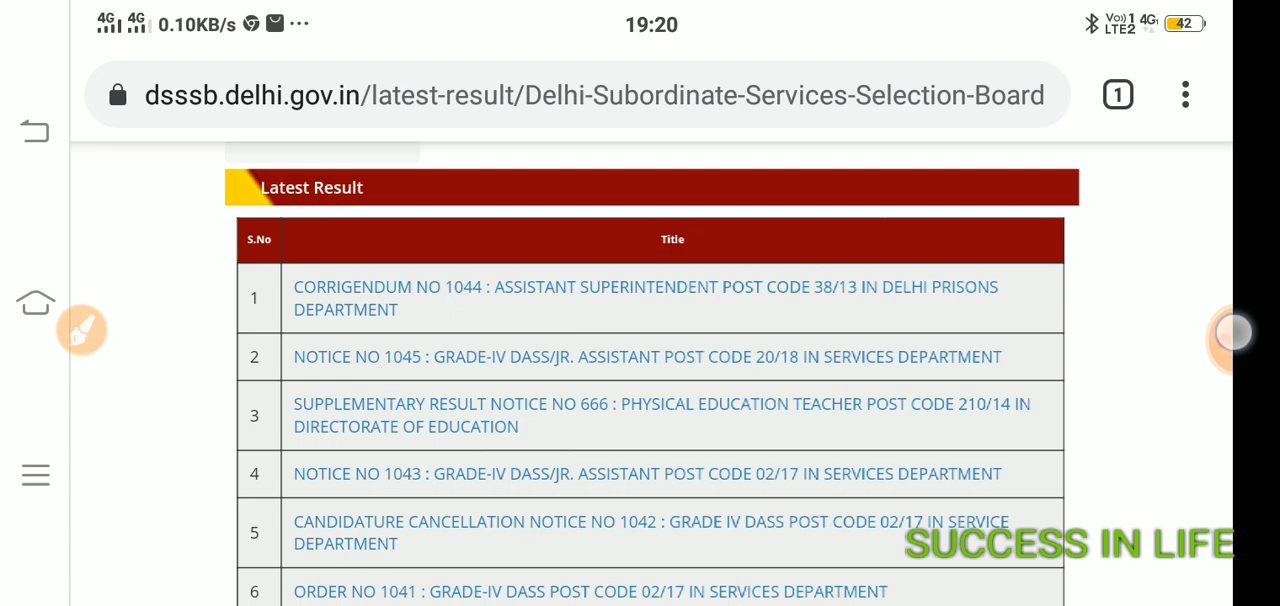 4G 4G 0.10KB/s ··· 19:20 Vo)) 1 LTE2 4G 42
dsssb.delhi.gov.in/latest-result/Delhi-Subordinate-Services-Selection-Board 1
Latest Result
S.No Title
1 CORRIGENDUM NO 1044 : ASSISTANT SUPERINTENDENT POST CODE 38/13 IN DELHI PRISONS
DEPARTMENT
2 NOTICE NO 1045 : GRADE-IV DASS/JR. ASSISTANT POST CODE 20/18 IN SERVICES DEPARTMENT
3 SUPPLEMENTARY RESULT NOTICE NO 666 : PHYSICAL EDUCATION TEACHER POST CODE 210/14 IN
DIRECTORATE OF EDUCATION
4 NOTICE NO 1043 : GRADE-IV DASS/JR. ASSISTANT POST CODE 02/17 IN SERVICES DEPARTMENT
5 CANDIDATURE CANCELLATION NOTICE NO 1042 : GRADE IV DASS POST CODE 02/17 IN SERVICE
DEPARTMENT
SUCCESS IN LIFE
6 ORDER NO 1041 : GRADE-IV DASS POST CODE 02/17 IN SERVICES DEPARTMENT